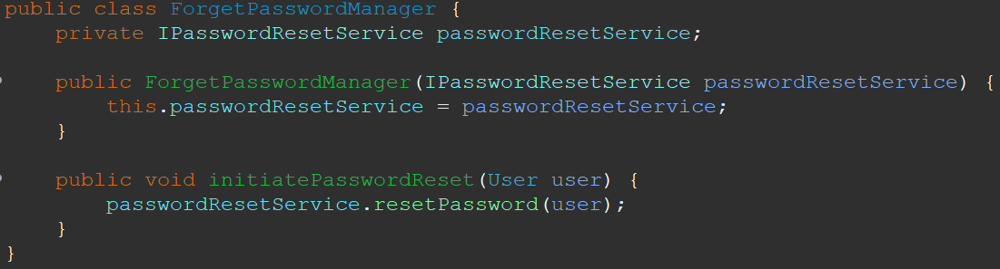 public class ForgetPasswordManager {
    private IPasswordResetService passwordResetService;
    public ForgetPasswordManager(IPasswordResetService passwordResetService) {
        this.passwordResetService = passwordResetService;
    }
    public void initiatePasswordReset(User user) {
        passwordResetService.resetPassword(user);
    }
}